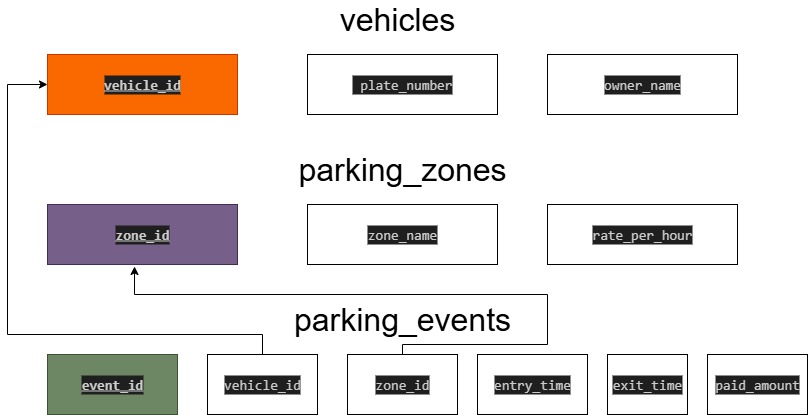 vehicles
vehicle_id plate_number owner_name
parking_zones
zone_id zone_name rate_per_hour
parking_events
event_id vehicle_id zone_id entry_time exit_time paid_amount